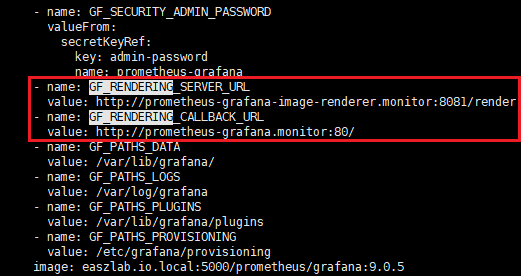 - name: GF_SECURITY_ADMIN_PASSWORD
valueFrom:
secretKeyRef:
key: admin-password
name: prometheus-grafana
- name: GF_RENDERING_SERVER_URL
value: http://prometheus-grafana-image-renderer.monitor:8081/render
- name: GF_RENDERING_CALLBACK_URL
value: http://prometheus-grafana.monitor:80/
- name: GF_PATHS_DATA
value: /var/lib/grafana/
- name: GF_PATHS_LOGS
value: /var/log/grafana
- name: GF_PATHS_PLUGINS
value: /var/lib/grafana/plugins
- name: GF_PATHS_PROVISIONING
value: /etc/grafana/provisioning
image: easzlab.io.local:5000/prometheus/grafana:9.0.5